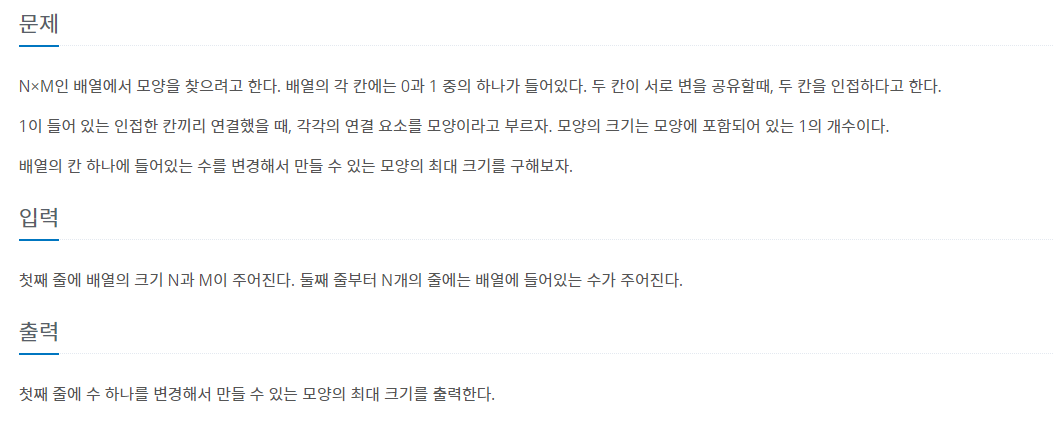 문제
N×M인 배열에서 모양을 찾으려고 한다. 배열의 각 칸에는 0과 1 중의 하나가 들어있다. 두 칸이 서로 변을 공유할때, 두 칸을 인접하다고 한다.
1이 들어 있는 인접한 칸끼리 연결했을 때, 각각의 연결 요소를 모양이라고 부르자. 모양의 크기는 모양에 포함되어 있는 1의 개수이다.
배열의 칸 하나에 들어있는 수를 변경해서 만들 수 있는 모양의 최대 크기를 구해보자.
입력
첫째 줄에 배열의 크기 N과 M이 주어진다. 둘째 줄부터 N개의 줄에는 배열에 들어있는 수가 주어진다.
출력
첫째 줄에 수 하나를 변경해서 만들 수 있는 모양의 최대 크기를 출력한다.